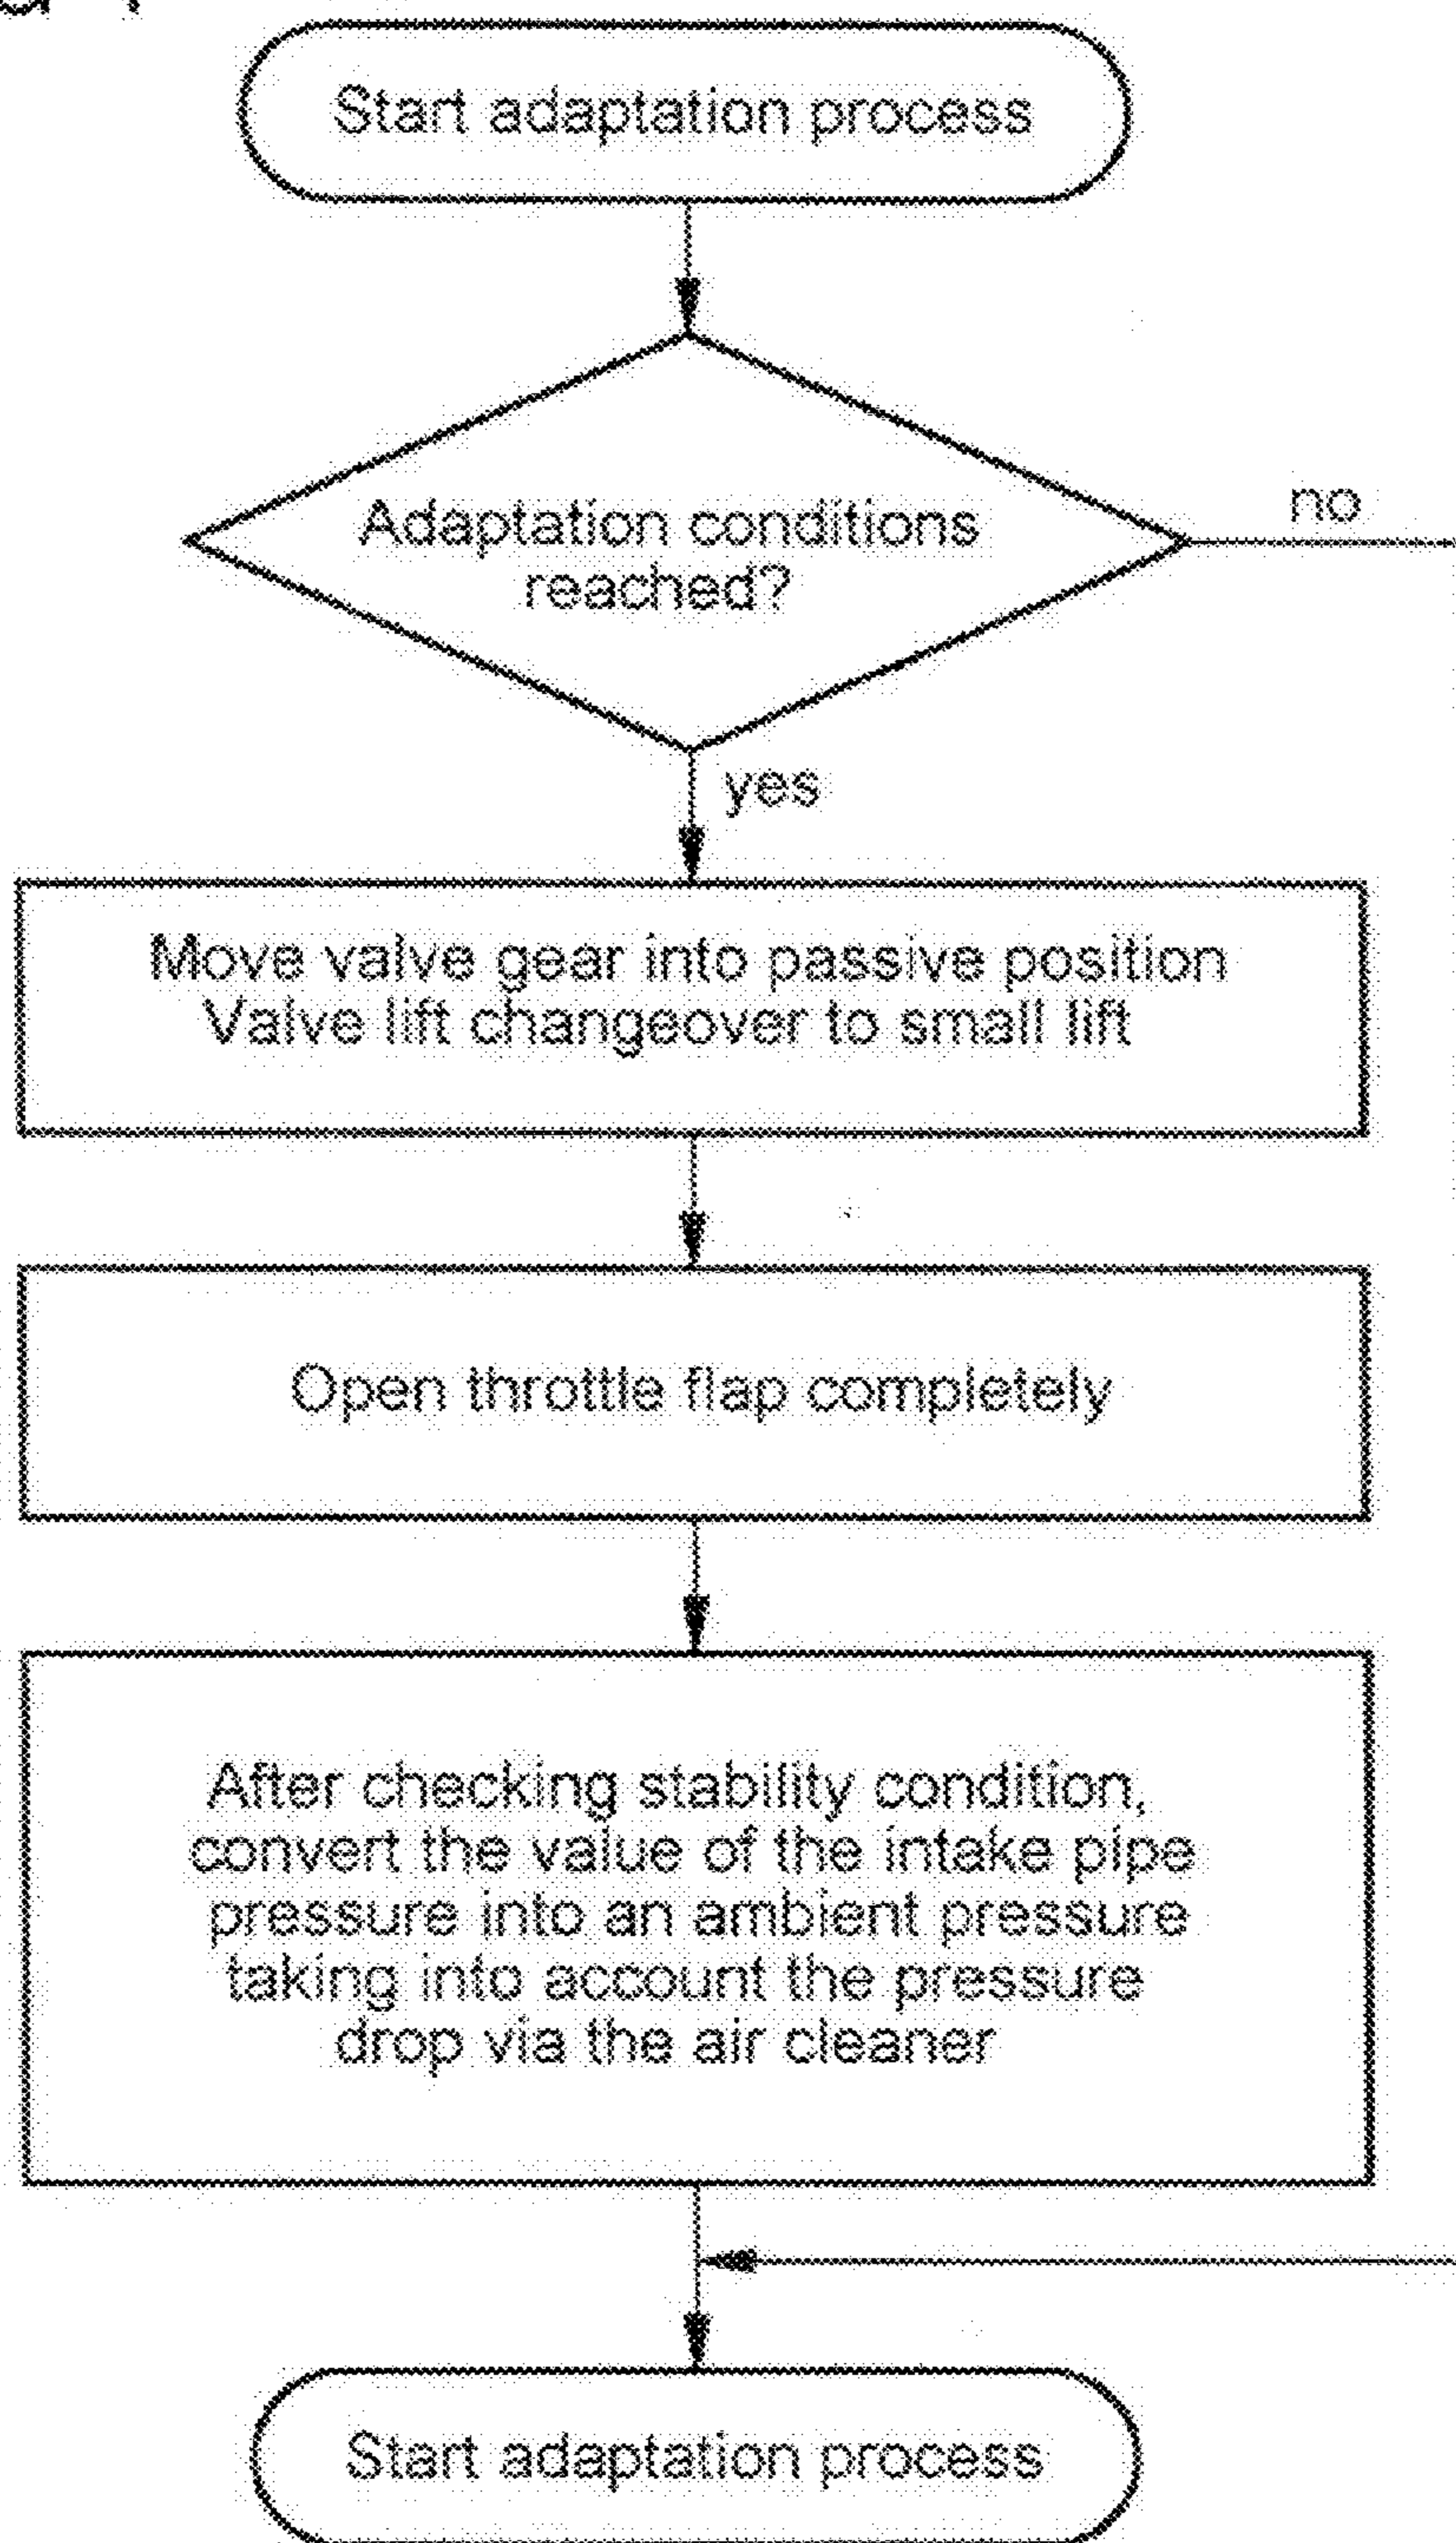 Start adaptation process
Adaptation conditions
reached?
no
yes
Move valve gear into passive position
Valve lift changeover to small lift
Open throttle flap completely
After checking stability condition,
convert the value of the intake pipe
pressure into an ambient pressure
taking into account the pressure
drop via the air cleaner
Start adaptation process